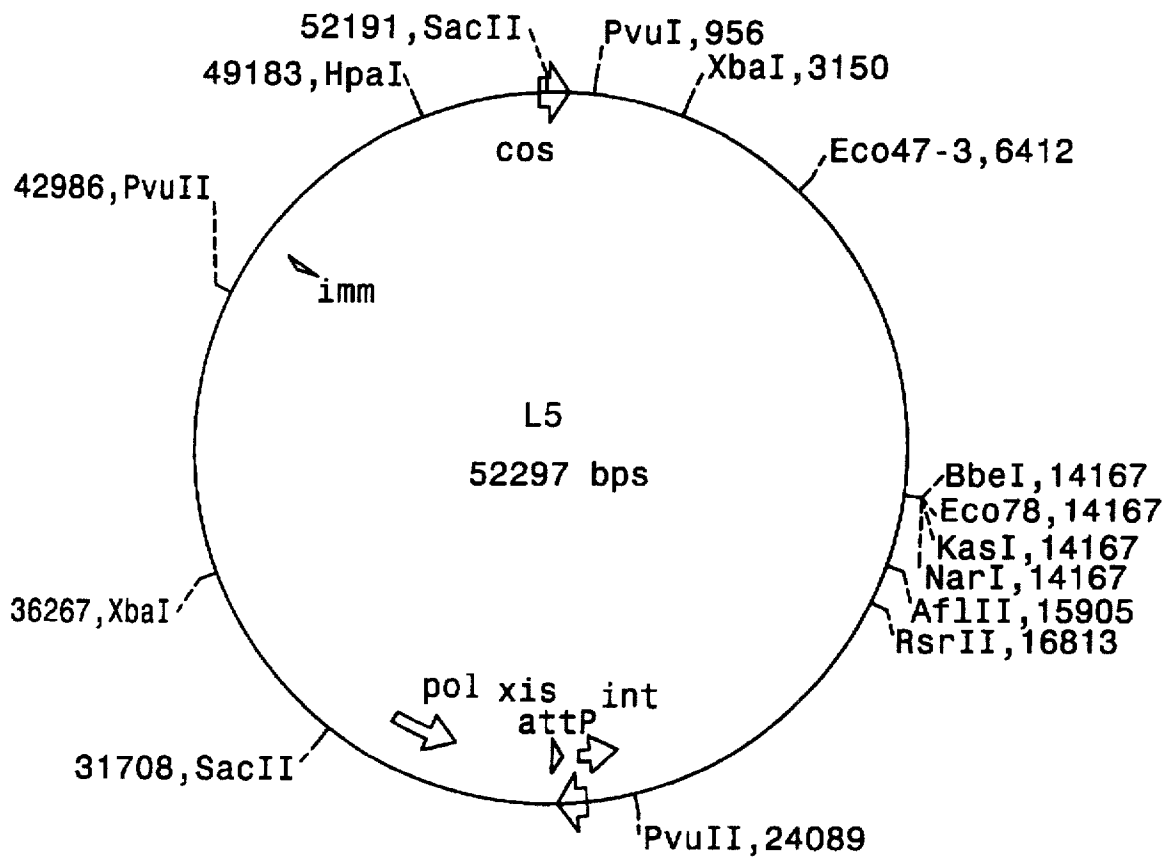 52191,SacII
PvuI,956
49183,HpaI
XbaI,3150
cos
Eco47-3,6412
42986,PvuII
imm
L5
52297 bps
BbeI,14167
Eco78,14167
KasI,14167
NarI,14167
AflII,15905
RsrII,16813
36267,XbaI
pol
xis
int
attP
31708,SacII
PvuII,24089